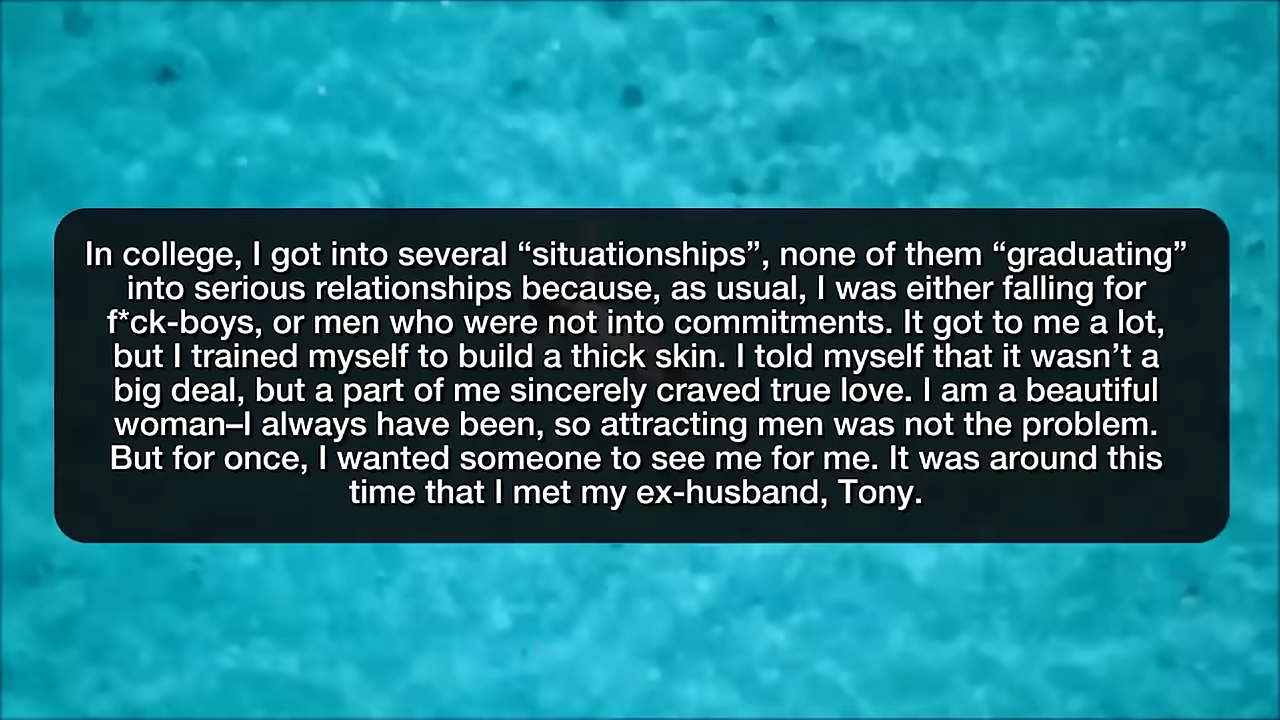 In college, I got into several “situationships”, none of them “graduating”
into serious relationships because, as usual, I was either falling for
f*ck-boys, or men who were not into commitments. It got to me a lot,
but I trained myself to build a thick skin. I told myself that it wasn’t a
big deal, but a part of me sincerely craved true love. I am a beautiful
woman–I always have been, so attracting men was not the problem.
But for once, I wanted someone to see me for me. It was around this
time that I met my ex-husband, Tony.